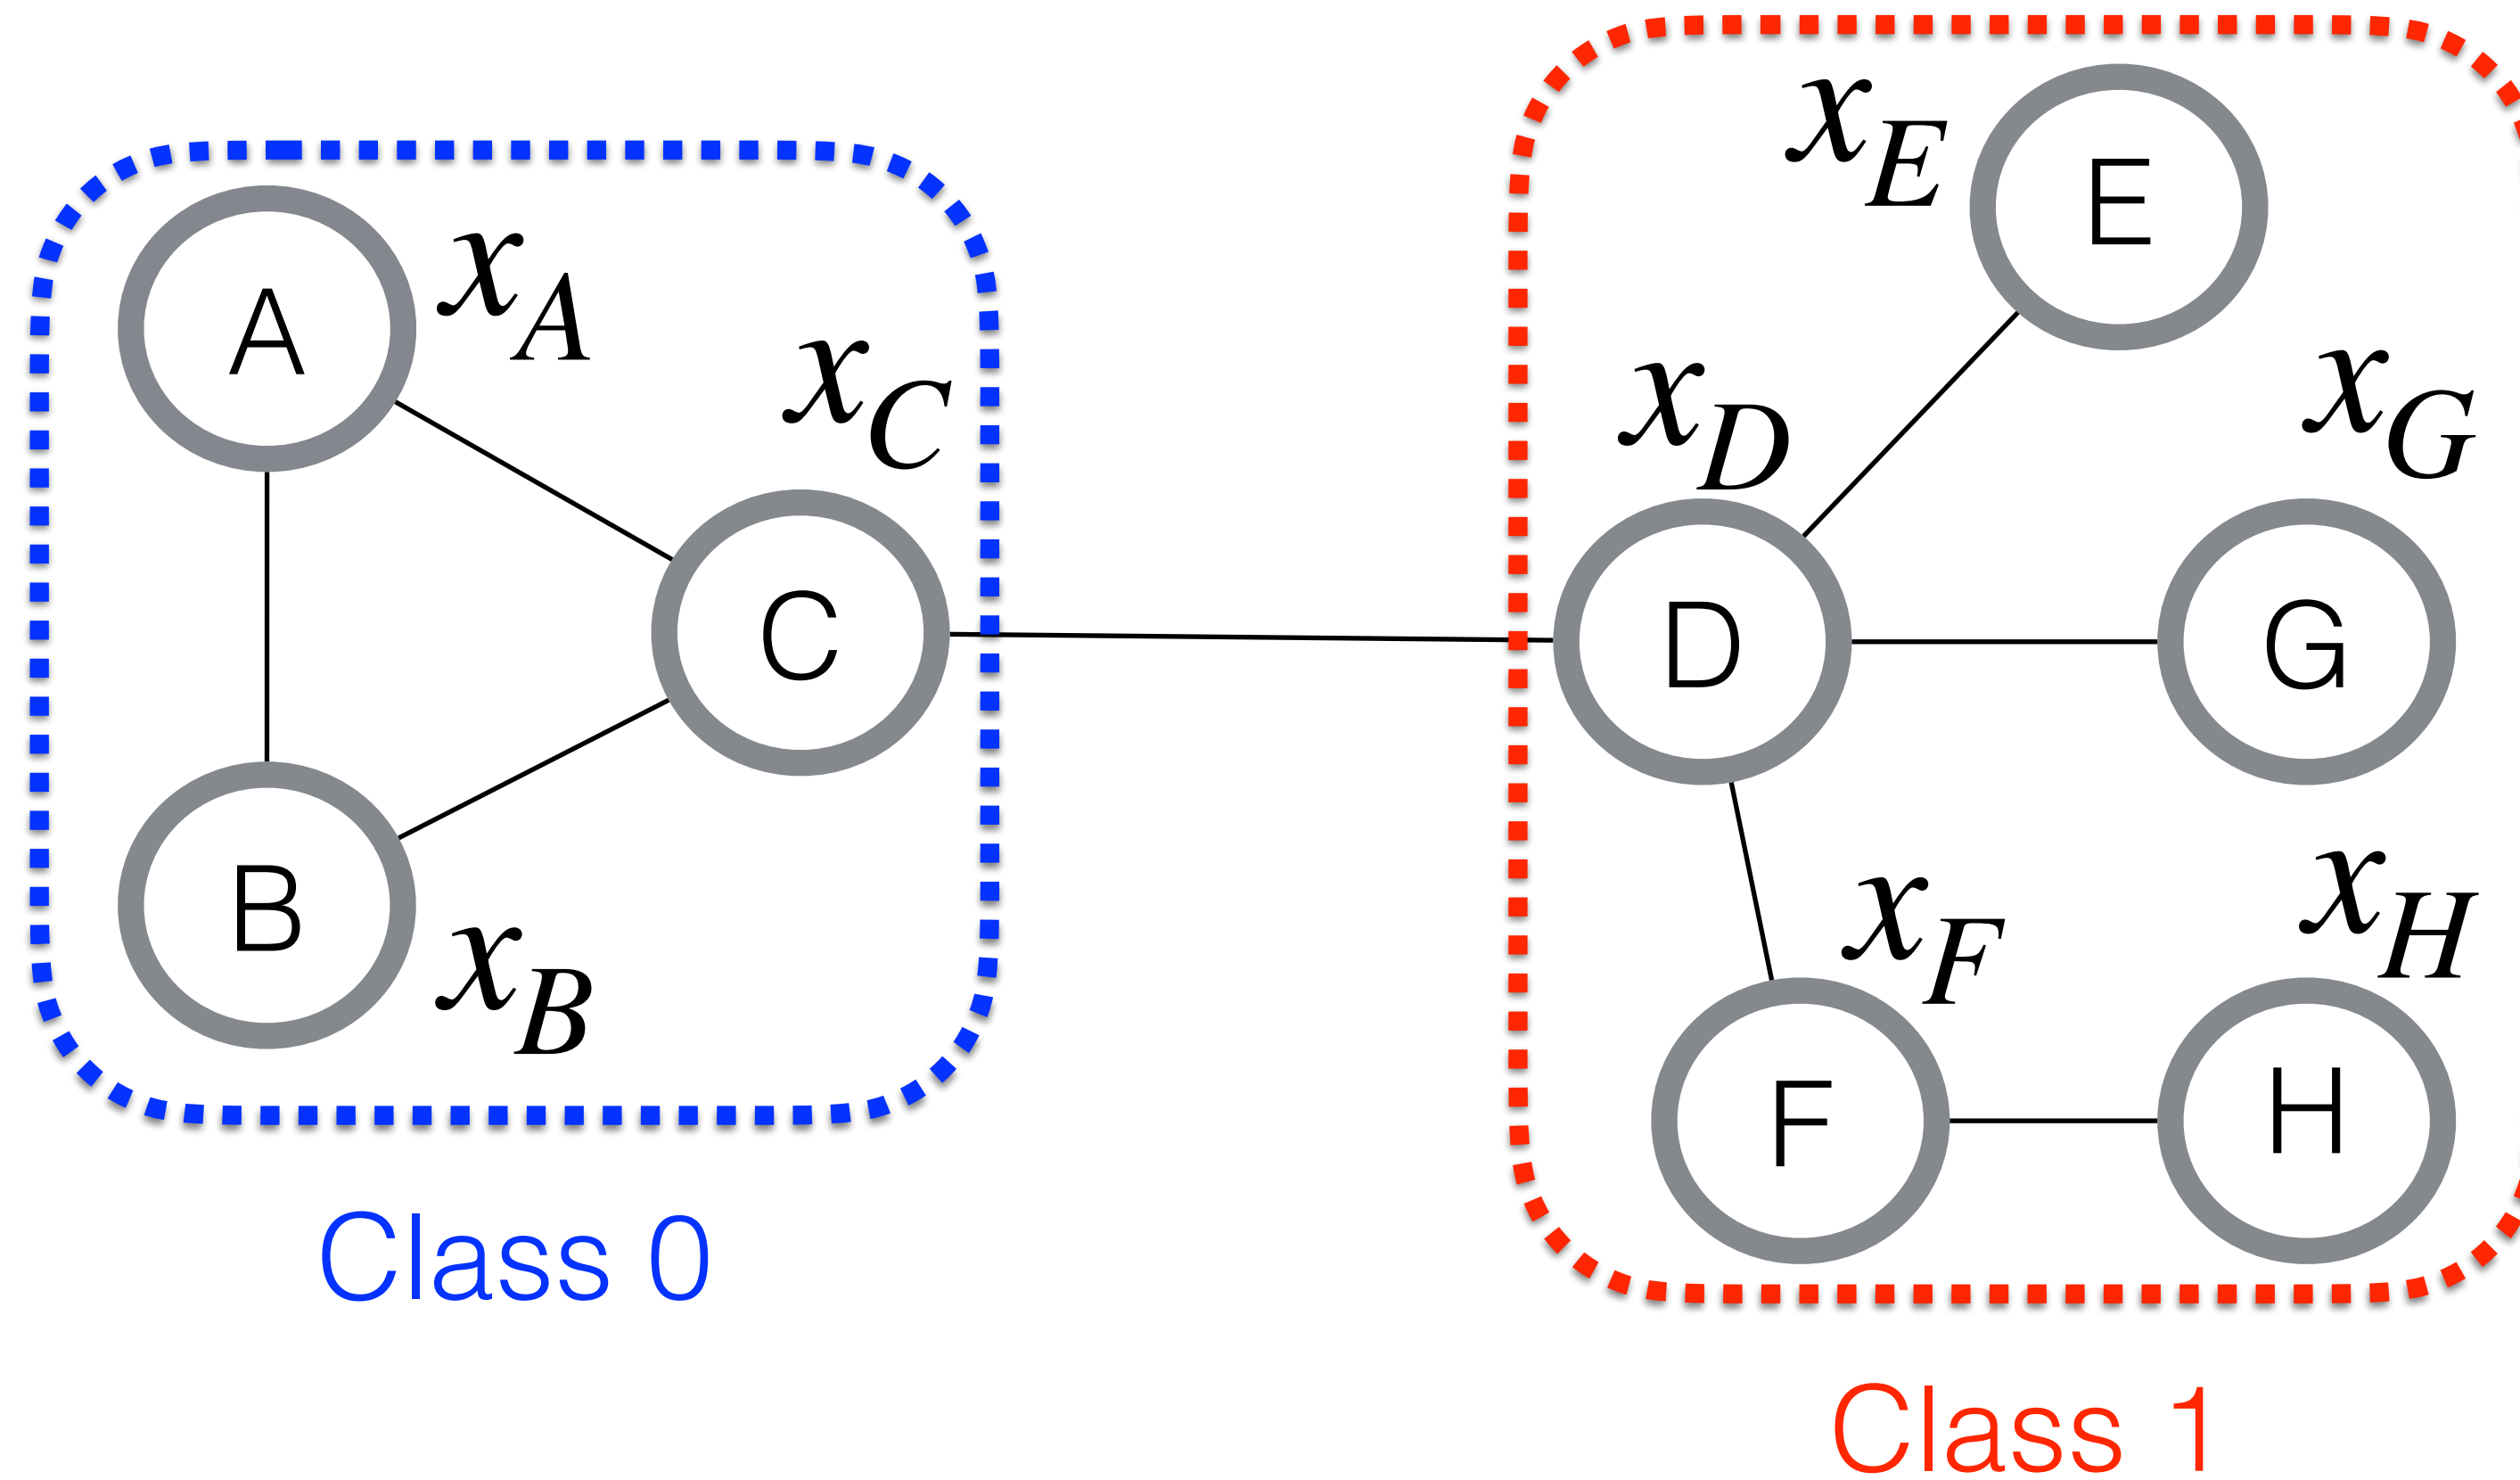 A
x_A
x_C
C
B
x_B
Class 0
x_E
E
x_D
x_G
D
G
x_F
x_H
F
H
Class 1